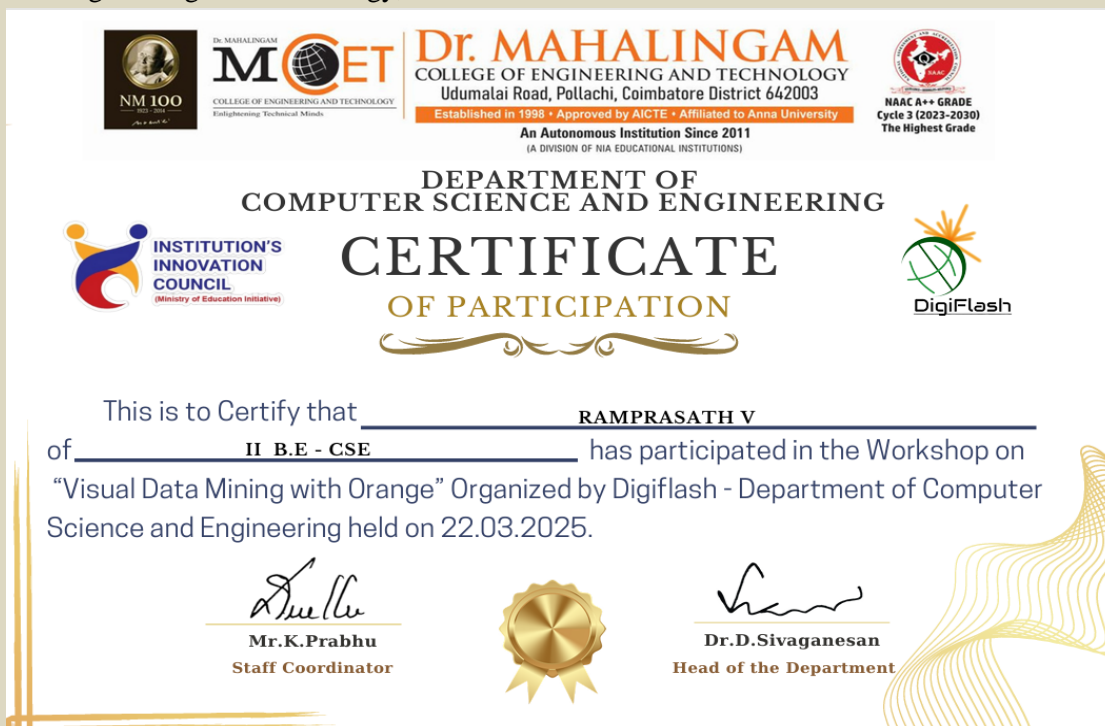 NM 100
1923 - 2014
Dr. MAHALINGAM
MCET
COLLEGE OF ENGINEERING AND TECHNOLOGY
Enlightening Technical Minds
Dr. MAHALINGAM
COLLEGE OF ENGINEERING AND TECHNOLOGY
Udumalai Road, Pollachi, Coimbatore District 642003
Established in 1998 • Approved by AICTE • Affiliated to Anna University
An Autonomous Institution Since 2011
(A DIVISION OF NIA EDUCATIONAL INSTITUTIONS)
NAAC
NAAC A++ GRADE
Cycle 3 (2023-2030)
The Highest Grade
DEPARTMENT OF
COMPUTER SCIENCE AND ENGINEERING
INSTITUTION'S
INNOVATION
COUNCIL
(Ministry of Education Initiative)
CERTIFICATE
OF PARTICIPATION
DigiFlash
This is to Certify that RAMPRASATH V
of II B.E - CSE has participated in the Workshop on
“Visual Data Mining with Orange” Organized by Digiflash - Department of Computer
Science and Engineering held on 22.03.2025.
Mr.K.Prabhu
Staff Coordinator
Dr.D.Sivaganesan
Head of the Department